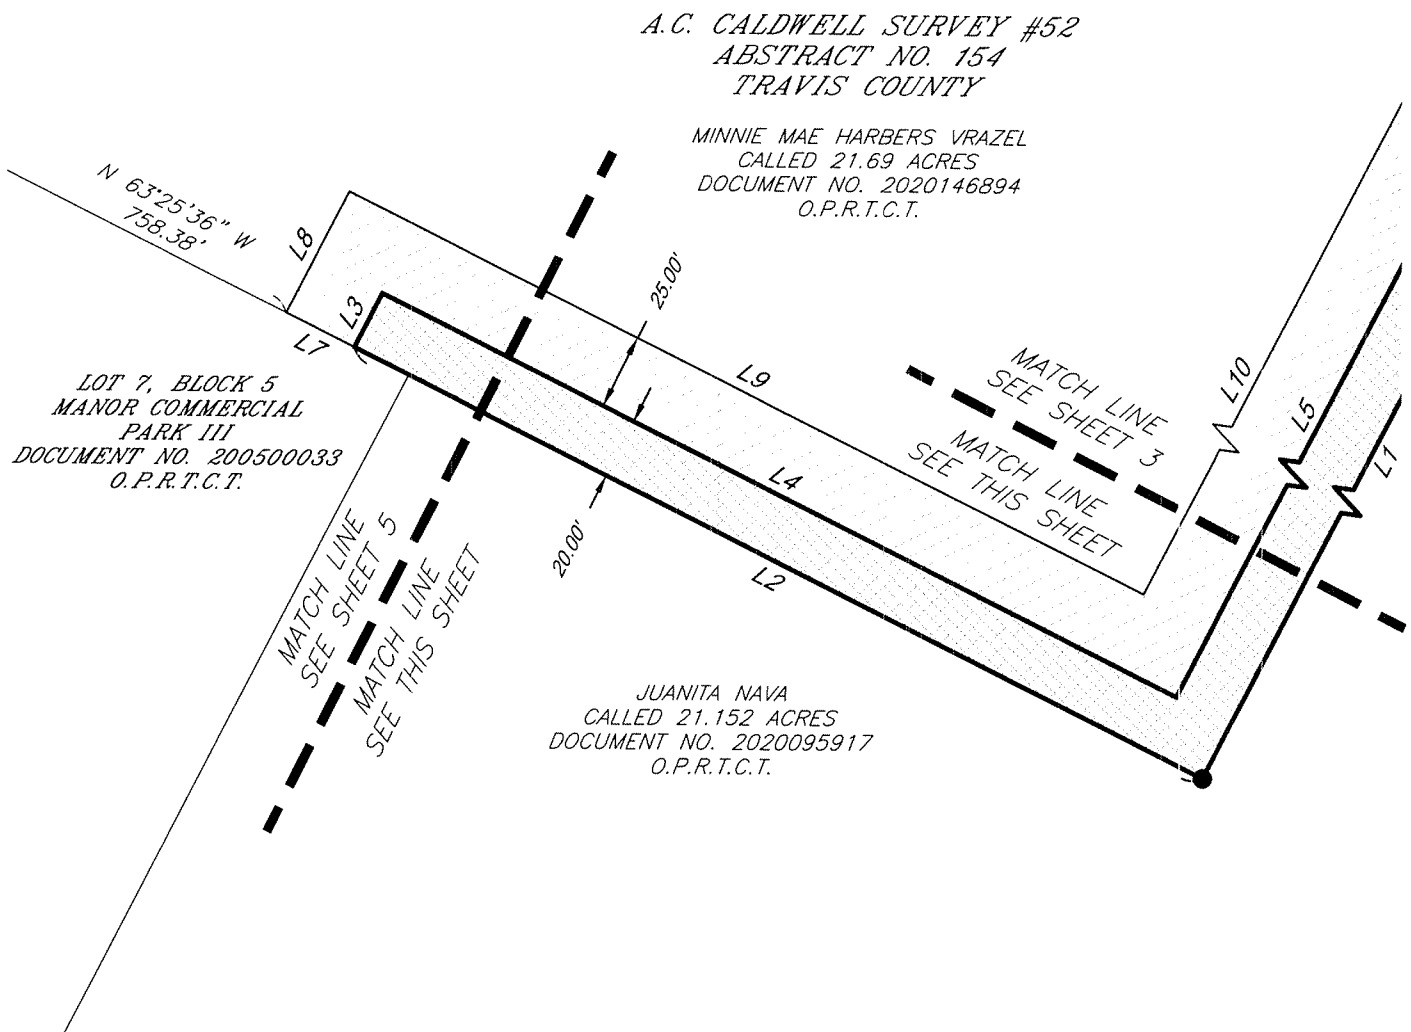 A.C. CALDWELL SURVEY #52
ABSTRACT NO. 154
TRAVIS COUNTY
MINNIE MAE HARBERS VRAZEL
CALLED 21.69 ACRES
DOCUMENT NO. 2020146894
O.P.R.T.C.T.
N 63°25'36" W
758.38'
L8
L3
L7
25.00'
L9
L10
L5
L1
MATCH LINE
SEE SHEET 3
MATCH LINE
SEE THIS SHEET
LOT 7, BLOCK 5
MANOR COMMERCIAL
PARK III
DOCUMENT NO. 200500033
O.P.R.T.C.T.
L4
20.00'
L2
MATCH LINE
SEE SHEET 5
MATCH LINE
SEE THIS SHEET
JUANITA NAVA
CALLED 21.152 ACRES
DOCUMENT NO. 2020095917
O.P.R.T.C.T.